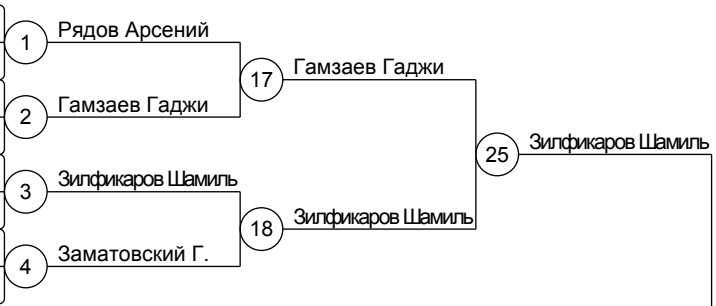 1 Рядов Арсений
17 Гамзаев Гаджи
2 Гамзаев Гаджи
25 Зилфикаров Шамиль
3 Зилфикаров Шамиль
18 Зилфикаров Шамиль
4 Заматовский Г.